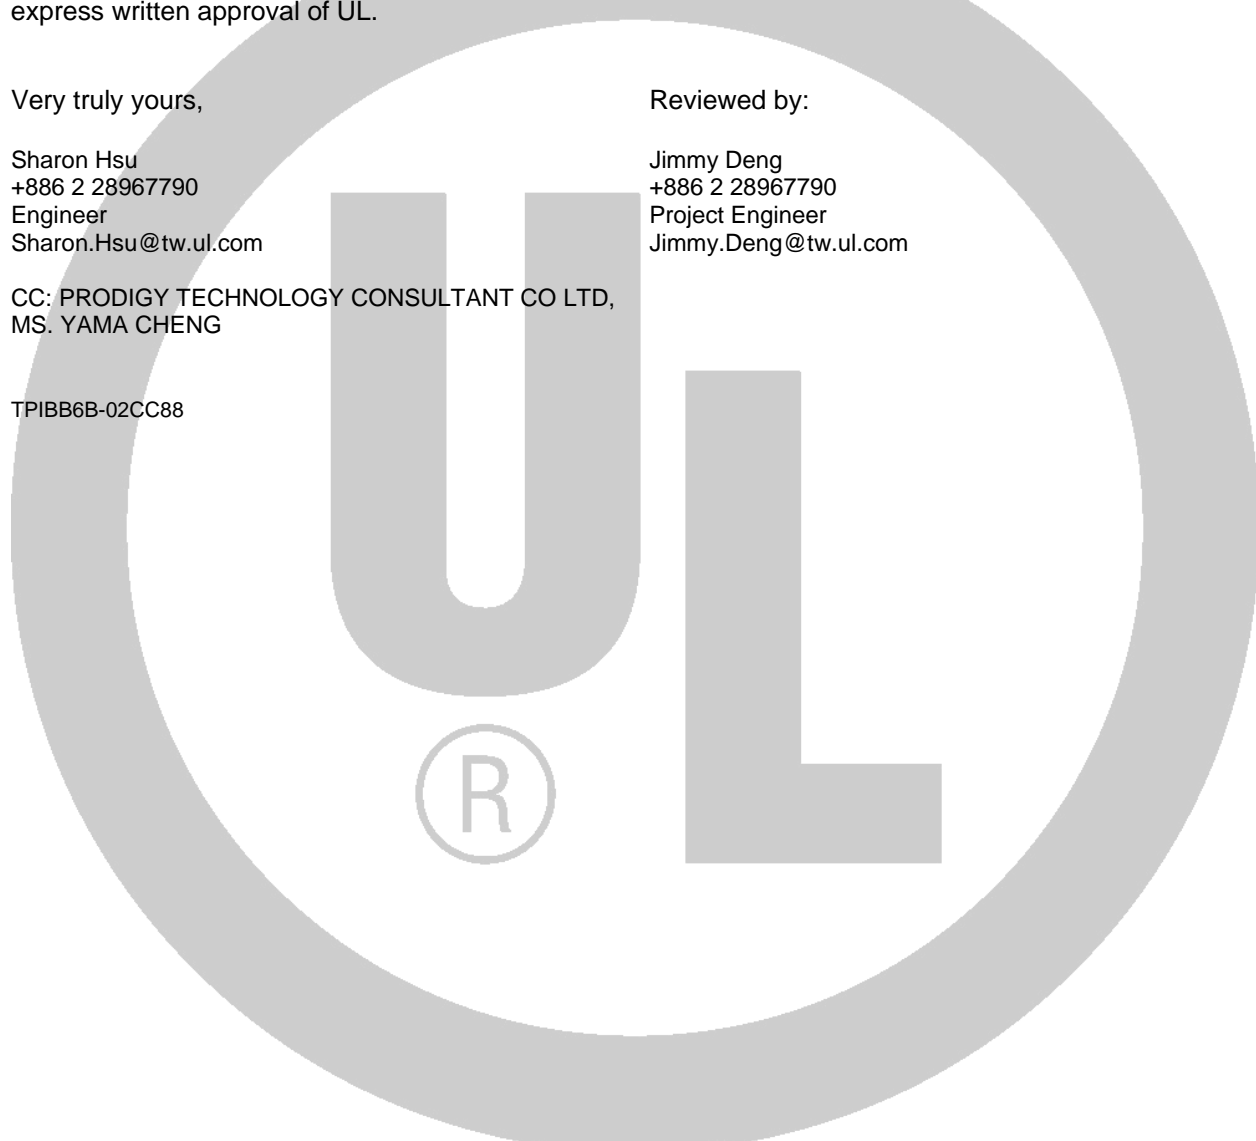 express written approval of UL.
Very truly yours,
Reviewed by:
Sharon Hsu
+886 2 28967790
Engineer
Sharon.Hsu@tw.ul.com
Jimmy Deng
+886 2 28967790
Project Engineer
Jimmy.Deng@tw.ul.com
CC: PRODIGY TECHNOLOGY CONSULTANT CO LTD,
MS. YAMA CHENG
TPIBB6B-02CC88
UL
®